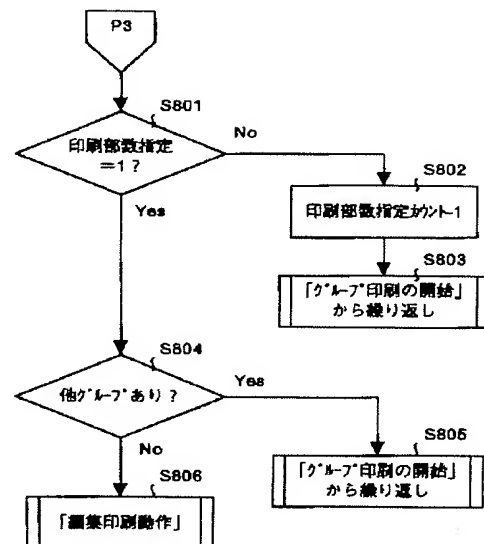 P3
S801
印刷部数指定
=1?
No
S802
印刷部数指定ｶｳﾝﾄ-1
Yes
S803
「ｸﾞﾙｰﾌﾟ印刷の開始」
から繰り返し
S804
他ｸﾞﾙｰﾌﾟあり?
Yes
S805
「ｸﾞﾙｰﾌﾟ印刷の開始」
から繰り返し
No
S806
「編集印刷動作」